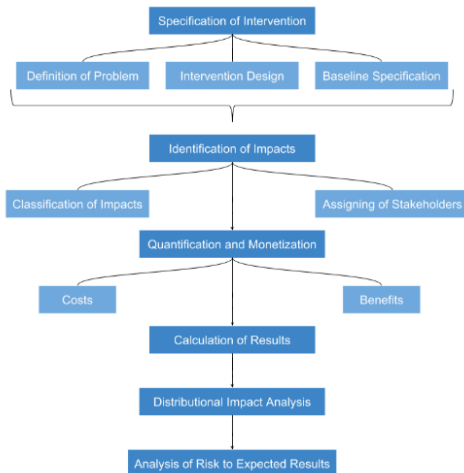 Specification of Intervention
Definition of Problem
Intervention Design
Baseline Specification
Identification of Impacts
Classification of Impacts
Assigning of Stakeholders
Quantification and Monetization
Costs
Benefits
Calculation of Results
Distributional Impact Analysis
Analysis of Risk to Expected Results